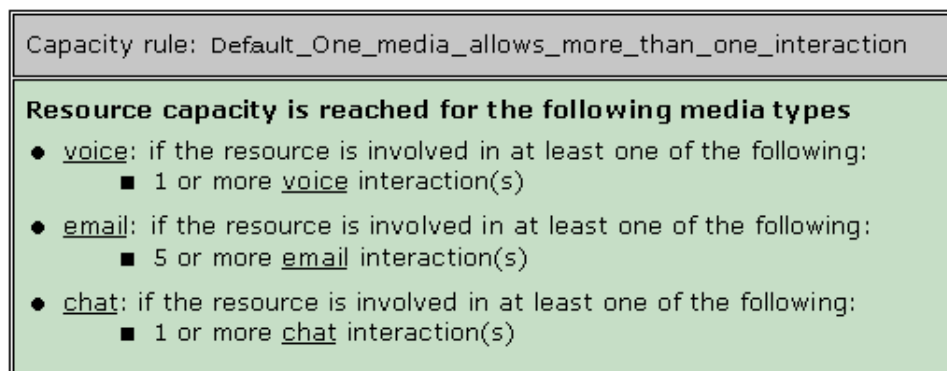 Capacity rule: Default_One_media_allows_more_than_one_interaction
Resource capacity is reached for the following media types
● voice: if the resource is involved in at least one of the following:
■ 1 or more voice interaction(s)
● email: if the resource is involved in at least one of the following:
■ 5 or more email interaction(s)
● chat: if the resource is involved in at least one of the following:
■ 1 or more chat interaction(s)